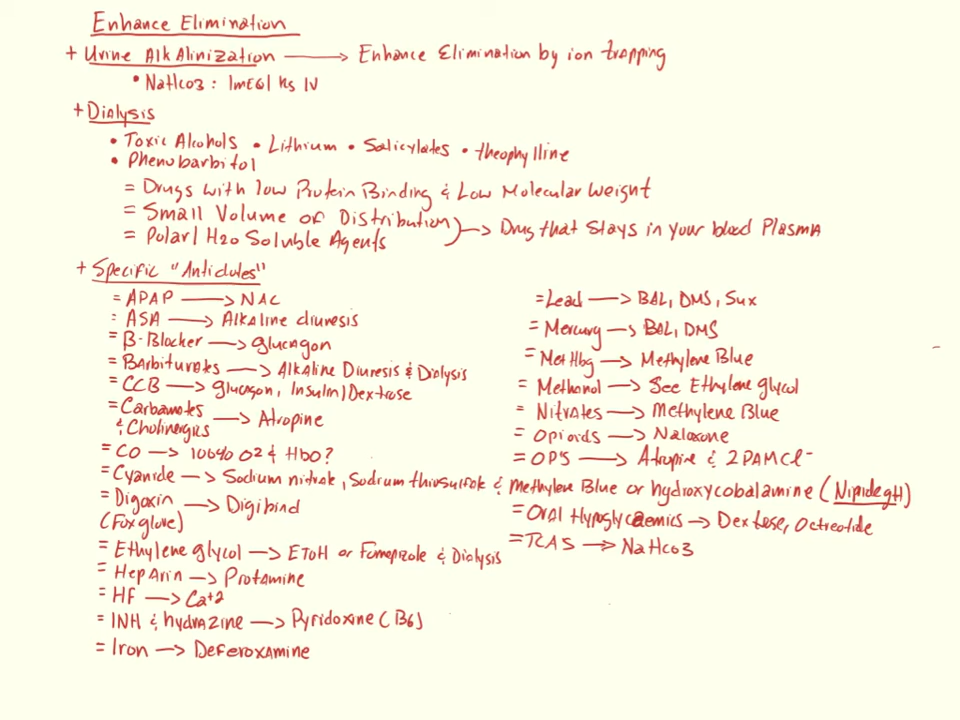 Enhance Elimination
+ Urine Alkalinization → Enhance Elimination by ion trapping
• NaHco3 : 1mEq/ kg IV
+ Dialysis
• Toxic Alcohols • Lithium • Salicylates • theophylline
• Phenobarbitol
= Drugs with low Protein Binding & Low Molecular Weight
= Small Volume of Distribution
= Polar/ H2O Soluble Agents
→ Drug that stays in your blood Plasma
+ Specific "Antidotes"
= APAP → NAC
= ASA → Alkaline diuresis
= β-Blocker → glucagon
= Barbiturates → Alkaline Diuresis & Dialysis
= CCB → glucagon, Insulin/Dextrose
= Carbamates
& Cholinergics → Atropine
= CO → 100% O2 & HbO?
= Cyanide → Sodium nitrate, Sodium thiosulfate & Methylene Blue or hydroxycobalamine (
= Digoxin → Digibind
(Foxglove)
= Ethylene glycol → EToH or Fomepizole & Dialysis
= Heparin → Protamine
= HF → Ca+2
= INH & hydrazine → Pyridoxine (B6)
= Iron → Deferoxamine
= Lead → BAL, DMS, Sux
= Mercury → BAL, DMS
= MetHbg → Methylene Blue
= Methanol → See Ethylene glycol
= Nitrates → Methylene Blue
= Opioids → Naloxone
= OP'S → Atropine & 2PAMCl-
= Oral Hypoglycaemics → Dextose, Octreotide
= TCAS → NaHco3